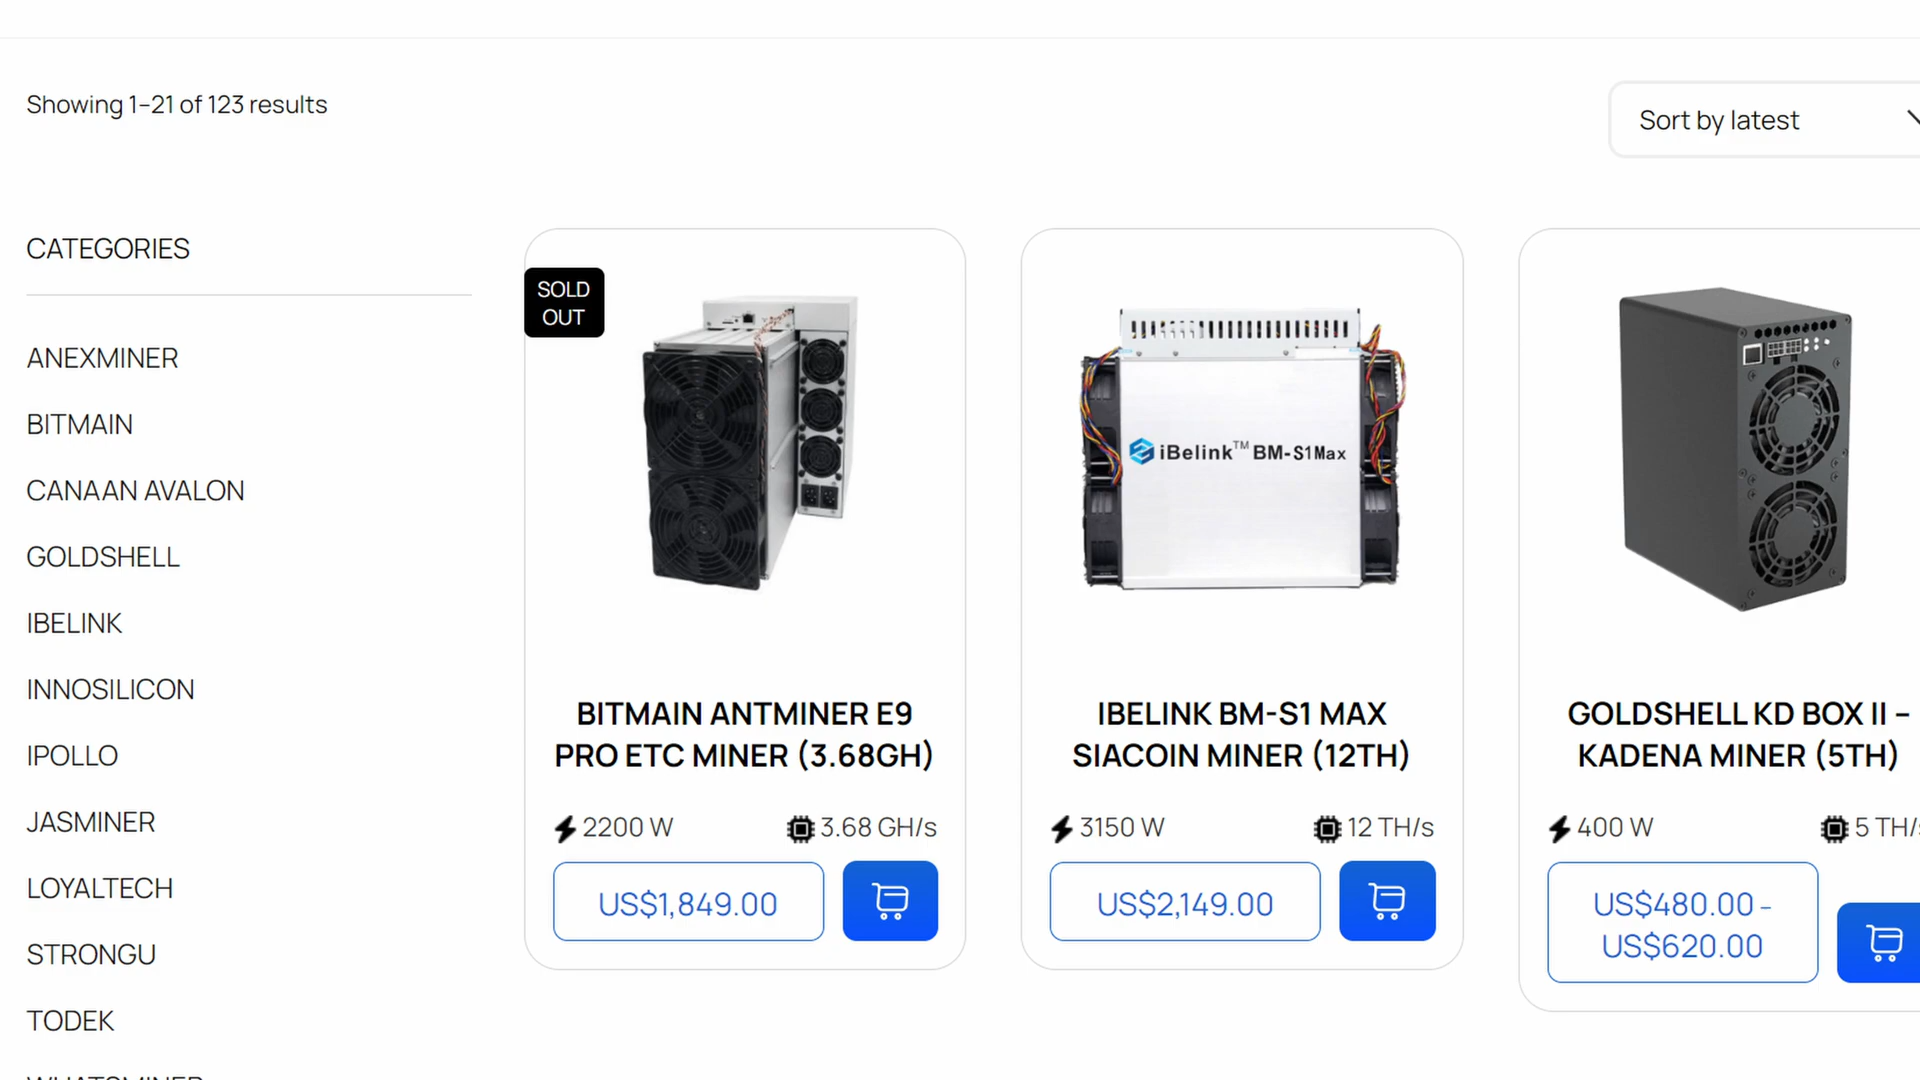 Showing 1–21 of 123 results
Sort by latest
CATEGORIES
ANEXMINER
BITMAIN
CANAAN AVALON
GOLDSHELL
IBELINK
INNOSILICON
IPOLLO
JASMINER
LOYALTECH
STRONGU
TODEK
WHATSMINER
SOLD
OUT
BITMAIN ANTMINER E9
PRO ETC MINER (3.68GH)
2200 W
3.68 GH/s
US$1,849.00
iBelink™ BM-S1Max
IBELINK BM-S1 MAX
SIACOIN MINER (12TH)
3150 W
12 TH/s
US$2,149.00
GOLDSHELL KD BOX II –
KADENA MINER (5TH)
400 W
5 TH/s
US$480.00 –
US$620.00